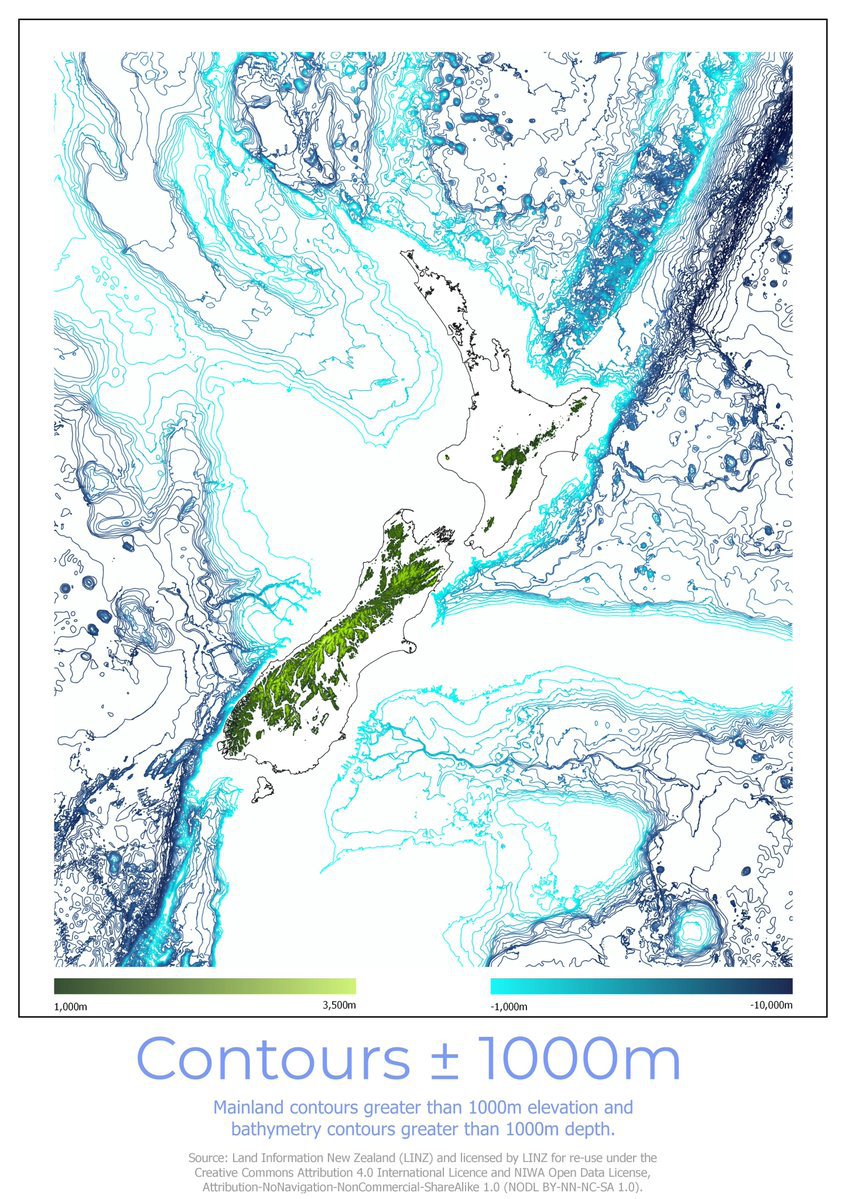 1,000m 3,500m -1,000m -10,000m
Contours ± 1000m
Mainland contours greater than 1000m elevation and
bathymetry contours greater than 1000m depth.
Source: Land Information New Zealand (LINZ) and licensed by LINZ for re-use under the
Creative Commons Attribution 4.0 International Licence and NIWA Open Data License,
Attribution-NoNavigation-NonCommercial-ShareAlike 1.0 (NODL BY-NN-NC-SA 1.0).